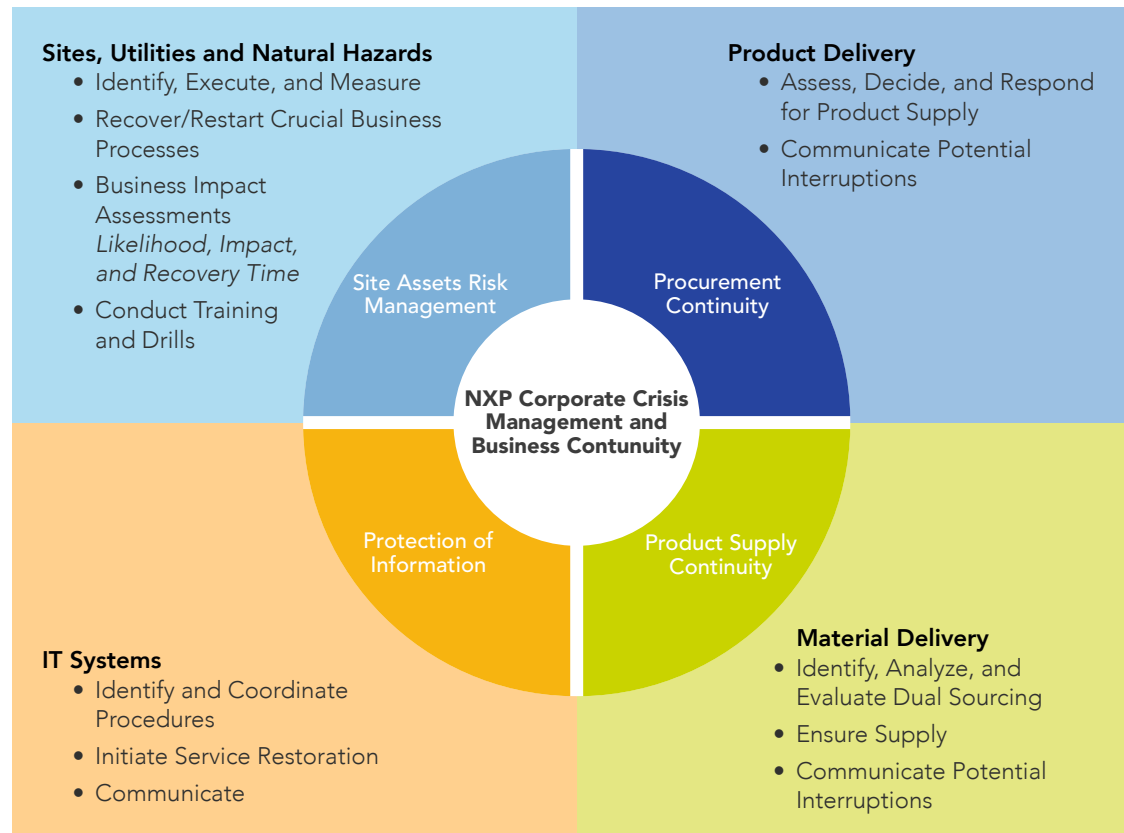 Sites, Utilities and Natural Hazards
• Identify, Execute, and Measure
• Recover/Restart Crucial Business
Processes
• Business Impact
Assessments
Likelihood, Impact,
and Recovery Time
• Conduct Training
and Drills
Product Delivery
• Assess, Decide, and Respond
for Product Supply
• Communicate Potential
Interruptions
Site Assets Risk
Management
Procurement
Continuity
NXP Corporate Crisis
Management and
Business Contunuity
Protection of
Information
Product Supply
Continuity
IT Systems
• Identify and Coordinate
Procedures
• Initiate Service Restoration
• Communicate
Material Delivery
• Identify, Analyze, and
Evaluate Dual Sourcing
• Ensure Supply
• Communicate Potential
Interruptions